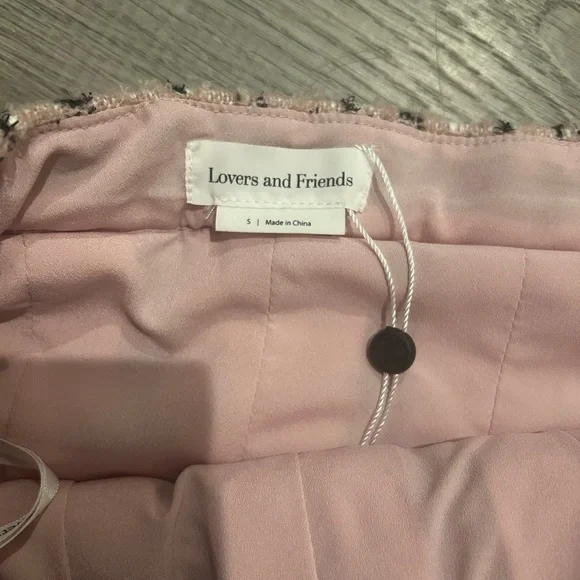 Lovers and Friends
S | Made in China